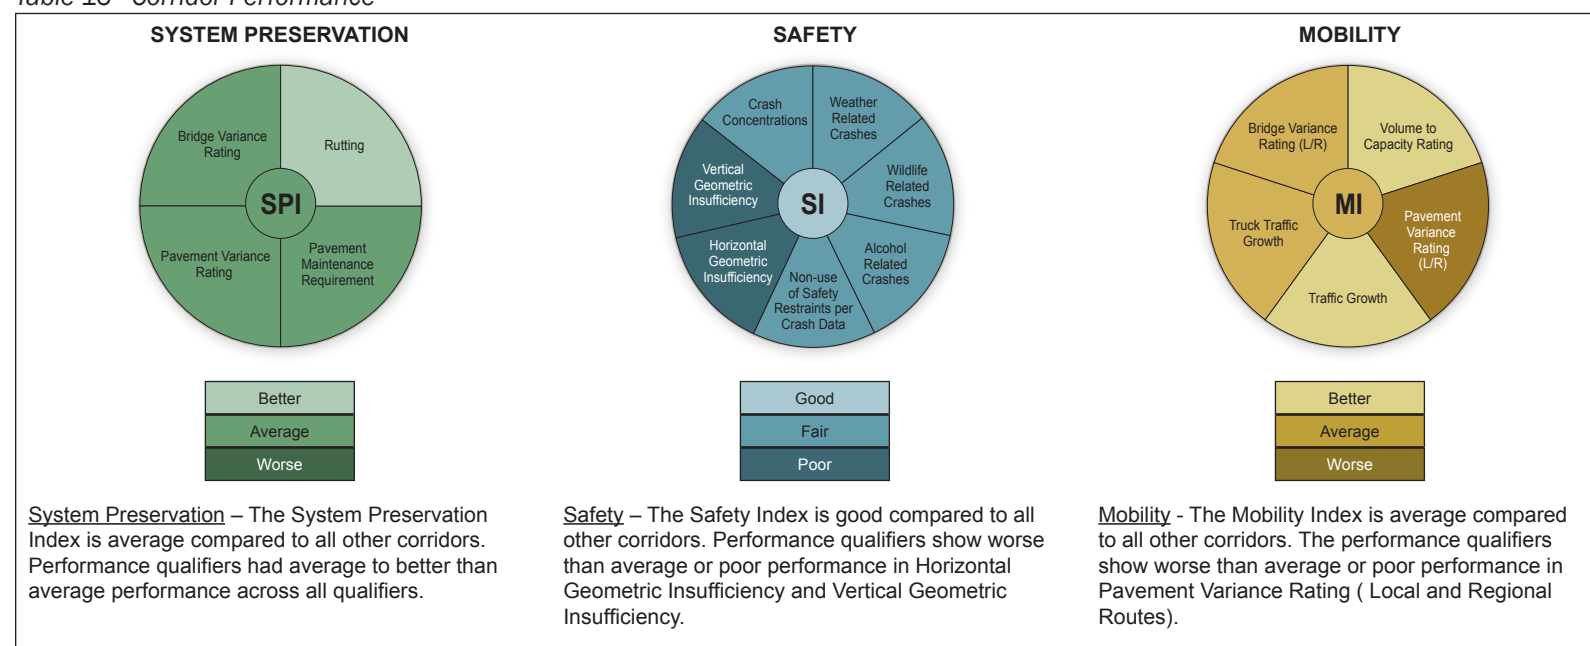 Table 13 - Corridor Performance
SYSTEM PRESERVATION
Bridge Variance
Rating
Rutting
SPI
Pavement Variance
Rating
Pavement
Maintenance
Requirement
Better
Average
Worse
System Preservation – The System Preservation
Index is average compared to all other corridors.
Performance qualifiers had average to better than
average performance across all qualifiers.
SAFETY
Crash
Concentrations
Weather
Related
Crashes
Vertical
Geometric
Insufficiency
Wildlife
Related
Crashes
SI
Horizontal
Geometric
Insufficiency
Alcohol
Related
Crashes
Non-use
of Safety
Restraints per
Crash Data
Good
Fair
Poor
Safety – The Safety Index is good compared to all
other corridors. Performance qualifiers show worse
than average or poor performance in Horizontal
Geometric Insufficiency and Vertical Geometric
Insufficiency.
MOBILITY
Bridge Variance
Rating (L/R)
Volume to
Capacity Rating
MI
Truck Traffic
Growth
Pavement
Variance
Rating
(L/R)
Traffic Growth
Better
Average
Worse
Mobility - The Mobility Index is average compared
to all other corridors. The performance qualifiers
show worse than average or poor performance in
Pavement Variance Rating ( Local and Regional
Routes).